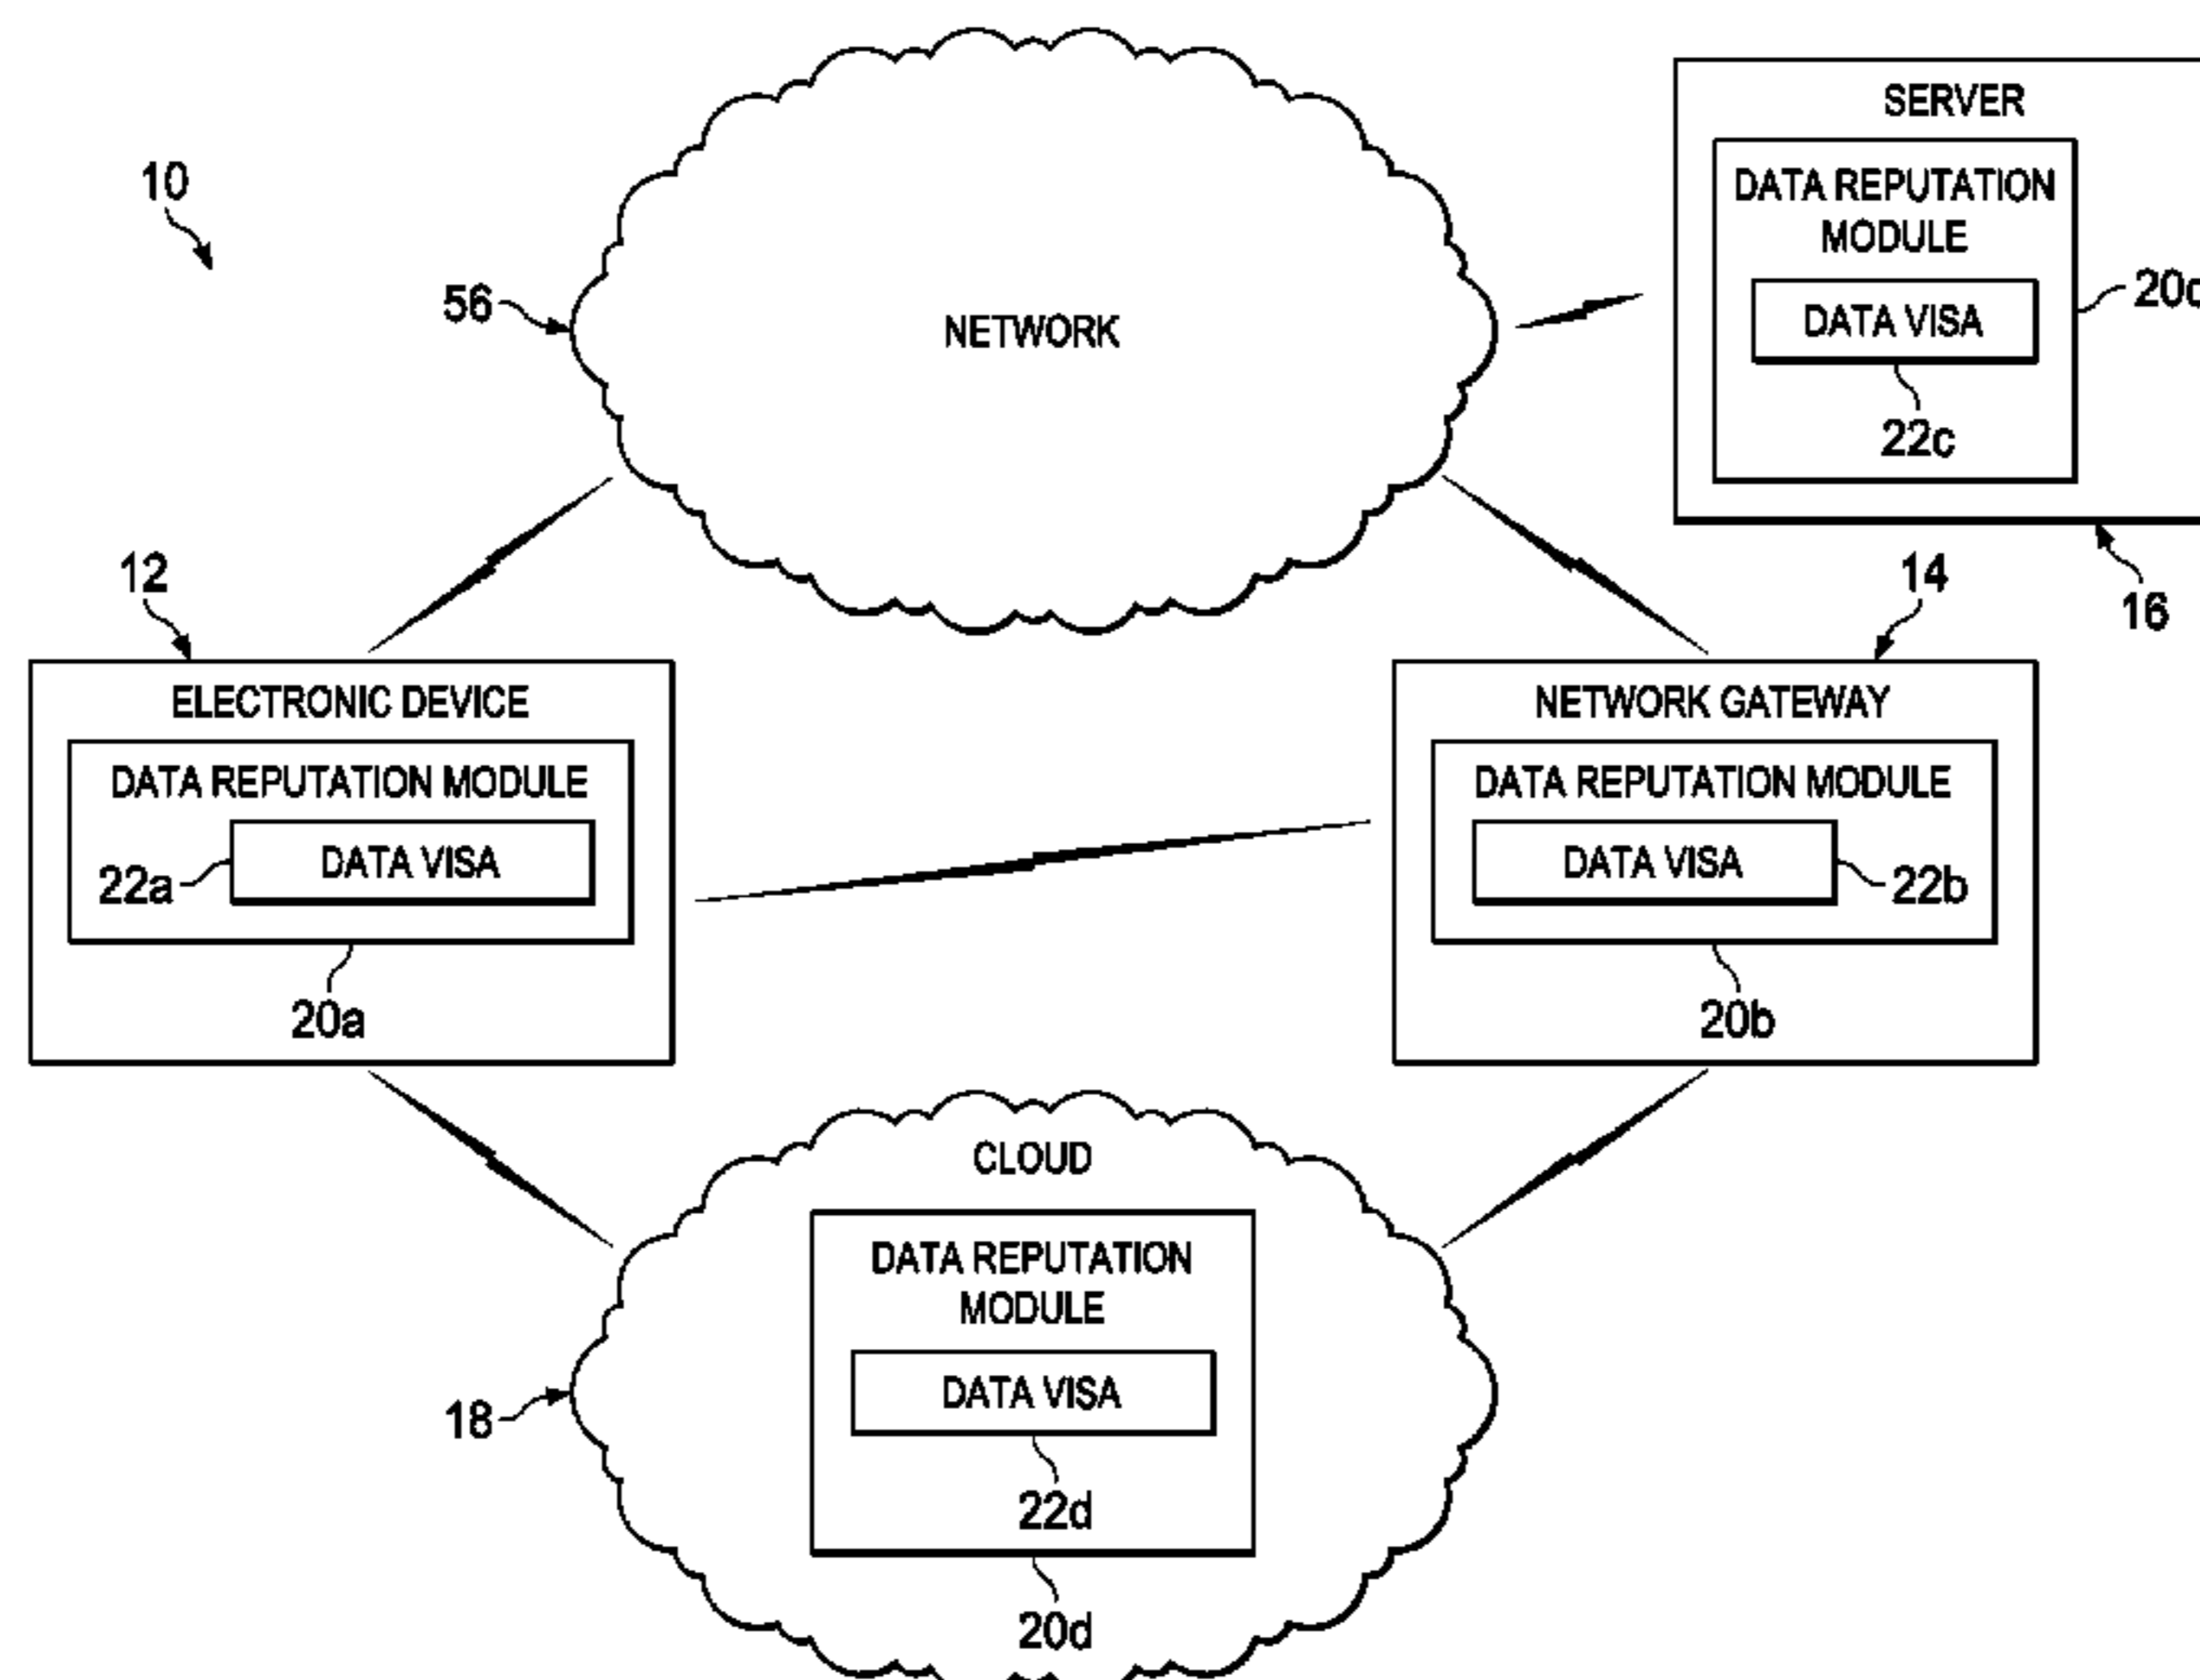 10
56
NETWORK
SERVER
DATA REPUTATION
MODULE
DATA VISA
22c
16
12
ELECTRONIC DEVICE
DATA REPUTATION MODULE
DATA VISA
22a
20a
14
NETWORK GATEWAY
DATA REPUTATION MODULE
DATA VISA
22b
20b
CLOUD
DATA REPUTATION
MODULE
DATA VISA
22d
20d
18